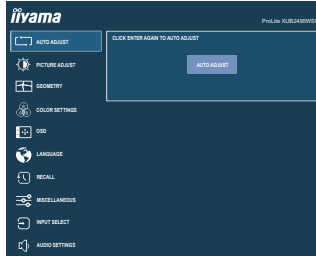 iiyama
ProLite XUB2495WSU
AUTO ADJUST
CLICK ENTER AGAIN TO AUTO ADJUST
AUTO ADJUST
PICTURE ADJUST
GEOMETRY
COLOR SETTINGS
OSD
LANGUAGE
RECALL
MISCELLANEOUS
INPUT SELECT
AUDIO SETTINGS